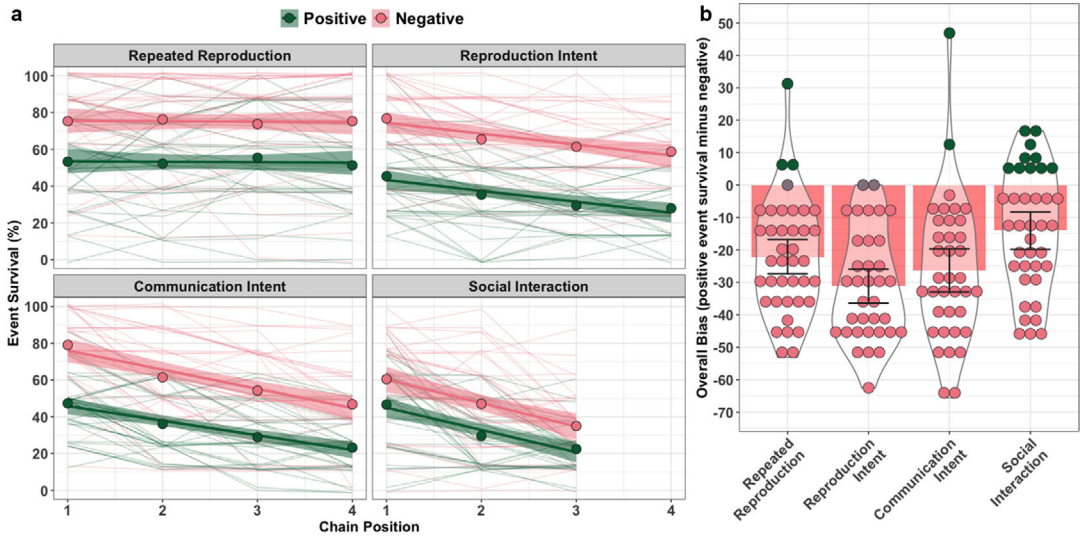 a
Positive Negative
Repeated Reproduction
Reproduction Intent
100
80
60
40
20
0
Communication Intent
Social Interaction
100
80
60
40
20
0
1 2 3 4
1 2 3 4
Event Survival (%)
Chain Position
b
Overall Bias (positive event survival minus negative)
50
40
30
20
10
0
-10
-20
-30
-40
-50
-60
-70
Repeated
Reproduction
Reproduction
Intent
Communication
Intent
Social
Interaction